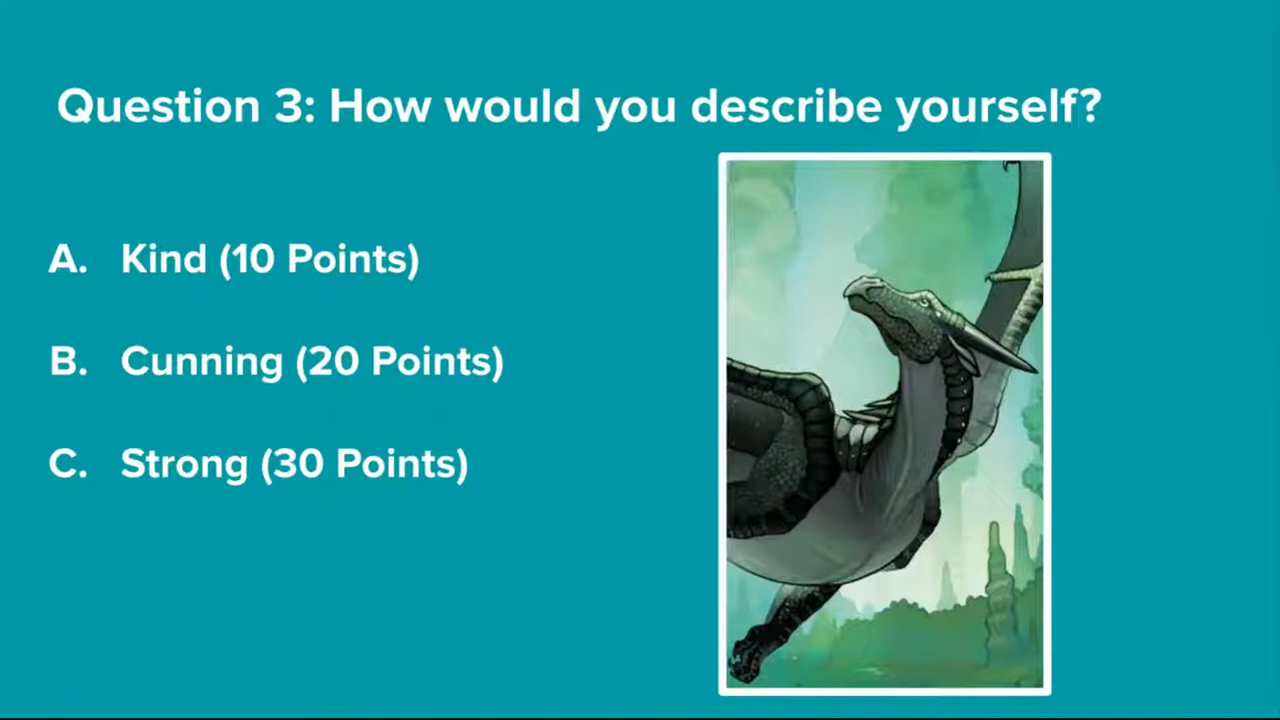 Question 3: How would you describe yourself?
A. Kind (10 Points)
B. Cunning (20 Points)
C. Strong (30 Points)